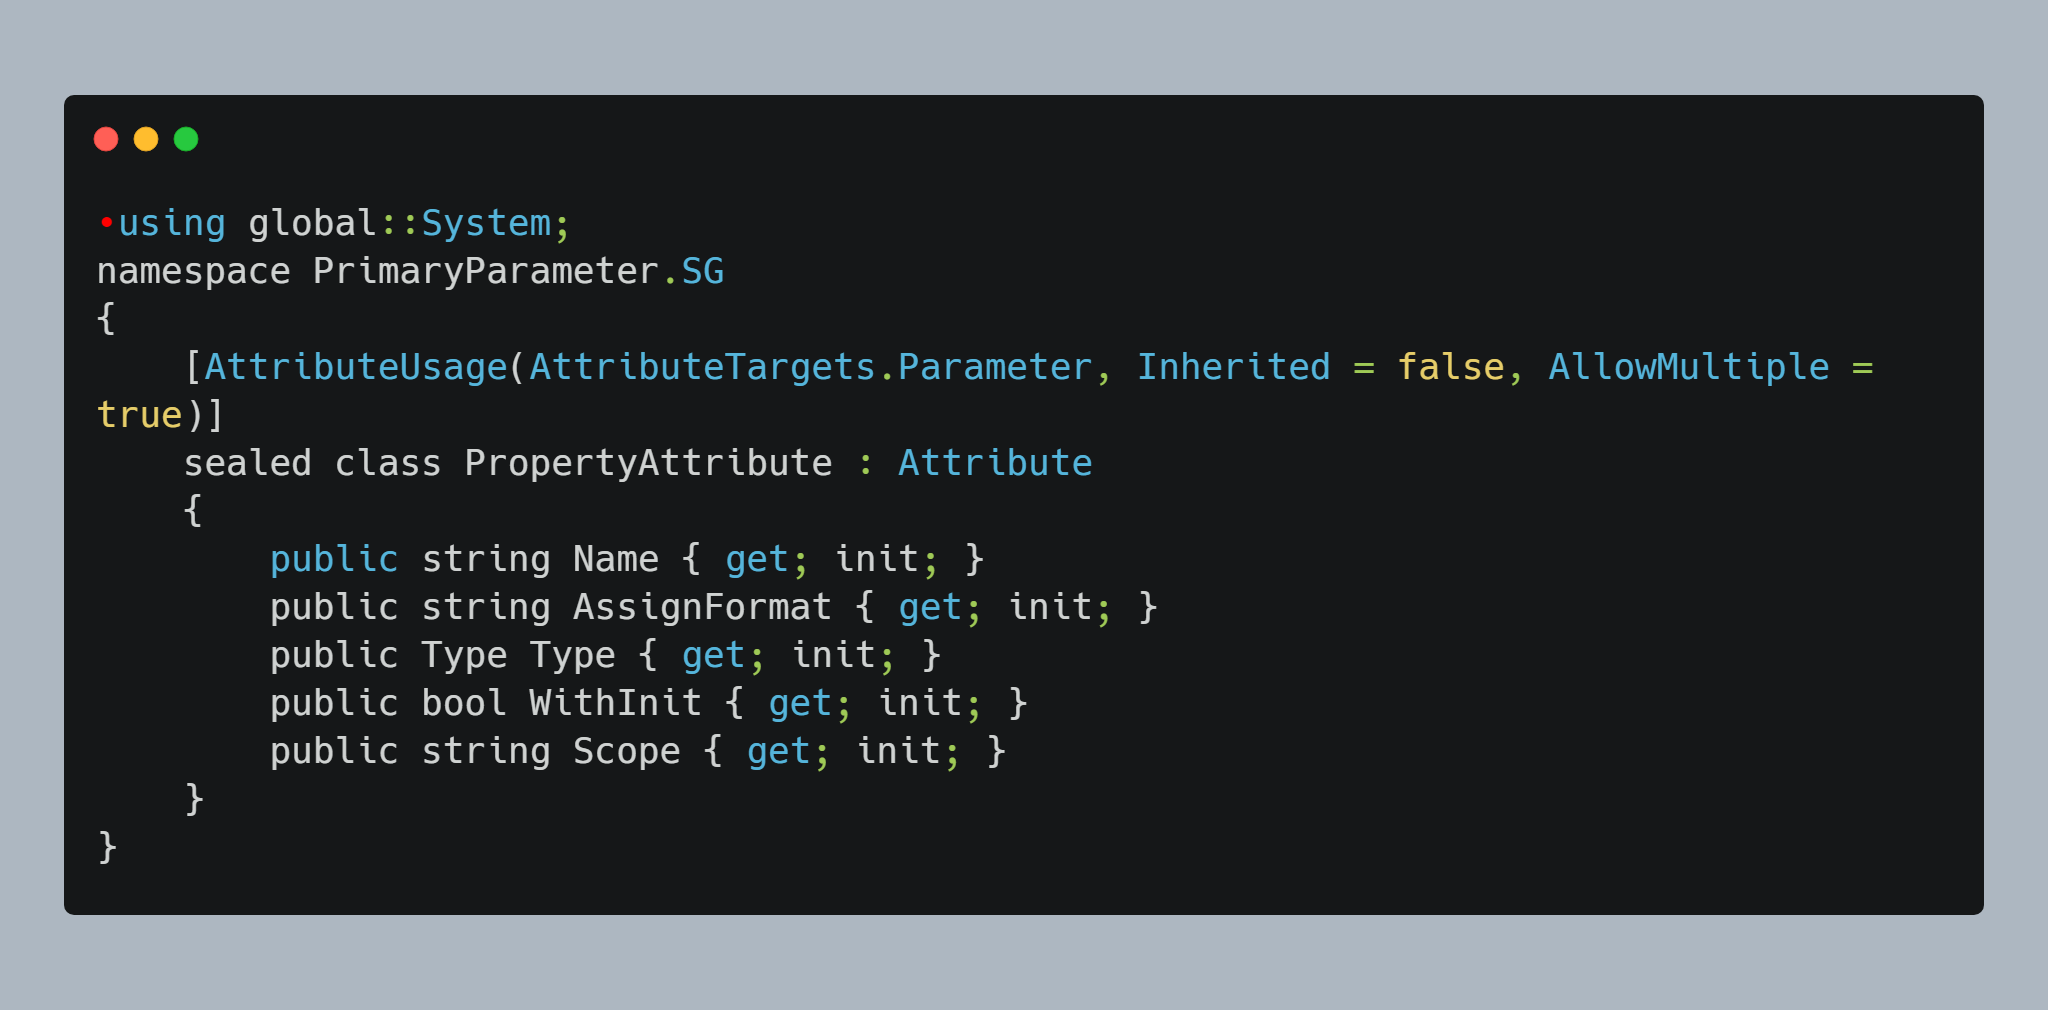 •using global::System;
namespace PrimaryParameter.SG
{
    [AttributeUsage(AttributeTargets.Parameter, Inherited = false, AllowMultiple =
true)]
    sealed class PropertyAttribute : Attribute
    {
        public string Name { get; init; }
        public string AssignFormat { get; init; }
        public Type Type { get; init; }
        public bool WithInit { get; init; }
        public string Scope { get; init; }
    }
}